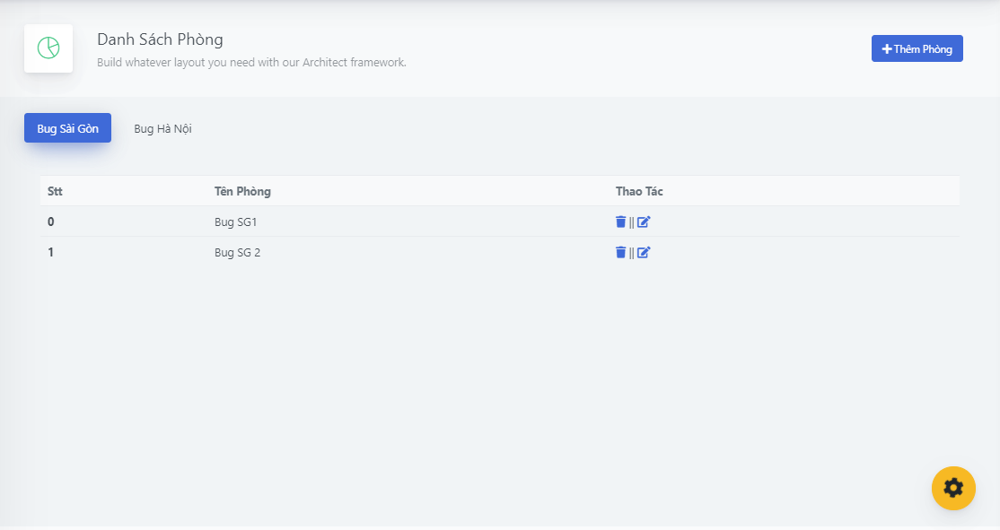 Danh Sách Phòng
Build whatever layout you need with our Architect framework.
Thêm Phòng
Bug Sài Gòn Bug Hà Nội
Stt Tên Phòng Thao Tác
0 Bug SG1 ||
1 Bug SG 2 ||